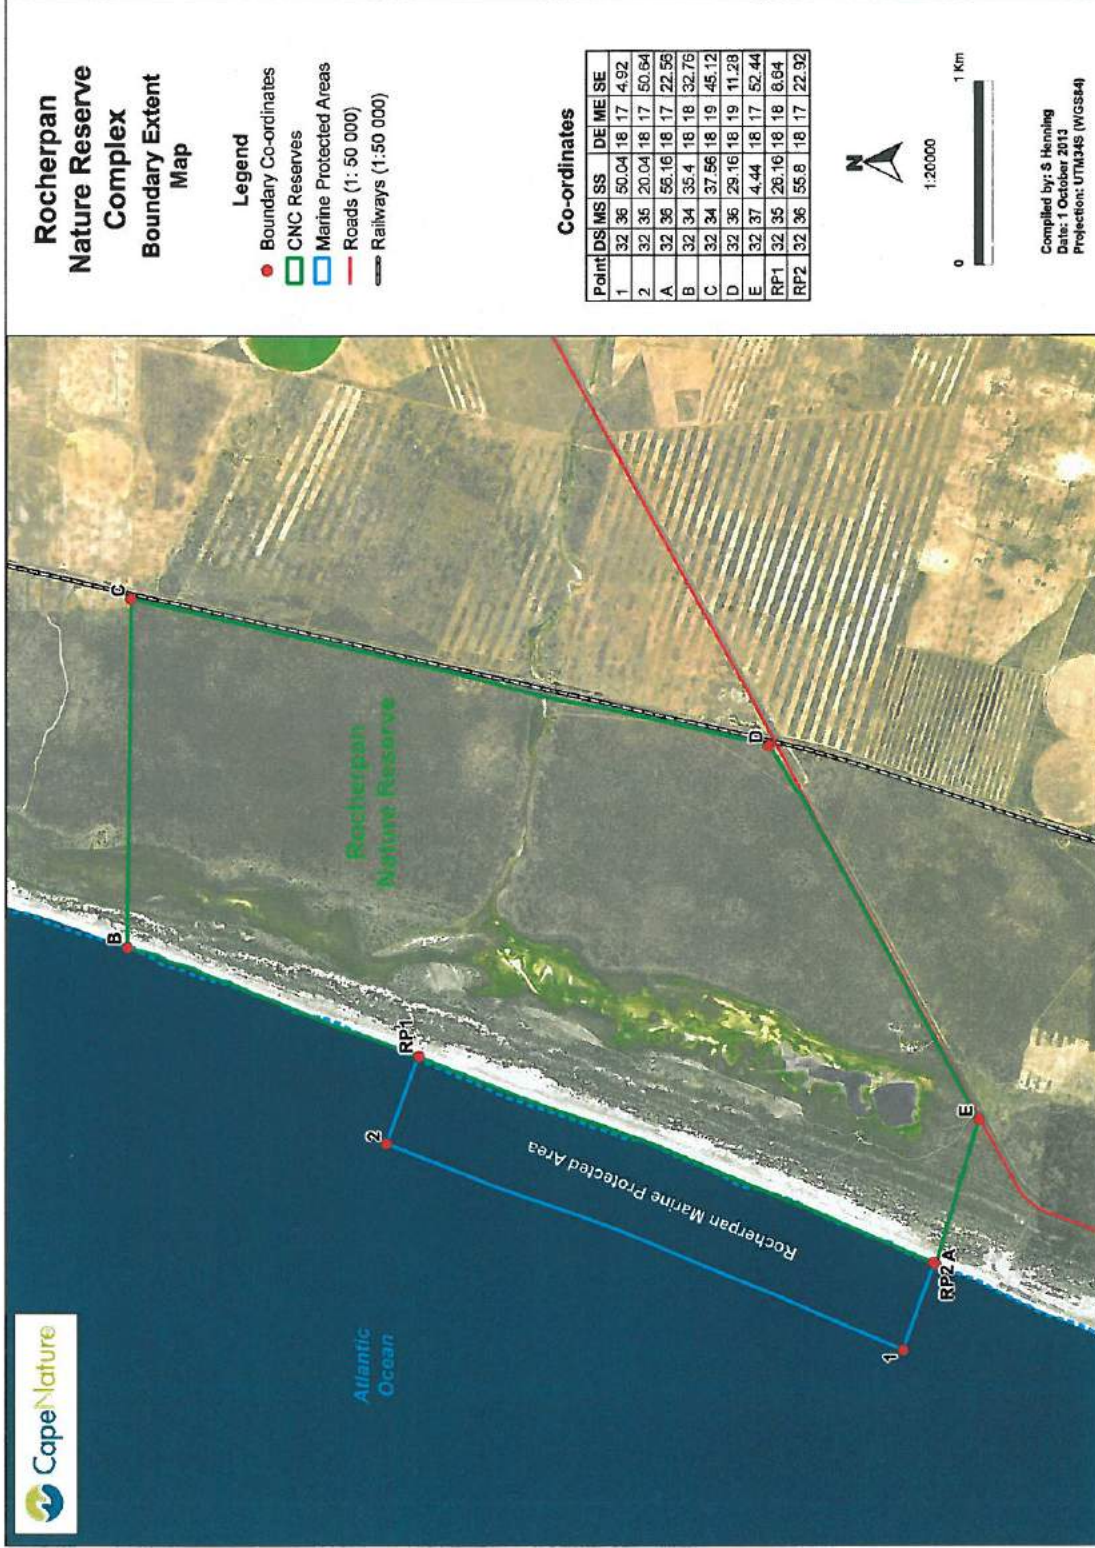 CapeNature
Rocherpan
Nature Reserve
Complex
Boundary Extent
Map
Legend
Boundary Co-ordinates
CNC Reserves
Marine Protected Areas
Roads (1: 50 000)
Railways (1:50 000)
Co-ordinates
Point DS MS SS DE ME SE
1 32 36 50.04 18 17 4.92
2 32 35 20.04 18 17 50.64
A 32 36 56.16 18 17 22.56
B 32 34 35.4 18 18 32.76
C 32 34 37.56 18 19 45.12
D 32 36 29.16 18 19 11.28
E 32 37 4.44 18 17 52.44
RP1 32 35 26.16 18 18 8.64
RP2 32 36 55.8 18 17 22.92
N
1:20000
0 1 Km
Compiled by: S Henning
Date: 1 October 2013
Projection: UTM34S (WGS84)
B
C
Rocherpan
Nature Reserve
RP1
2
D
Rocherpan Marine Protected Area
Atlantic
Ocean
E
1
RP2 A